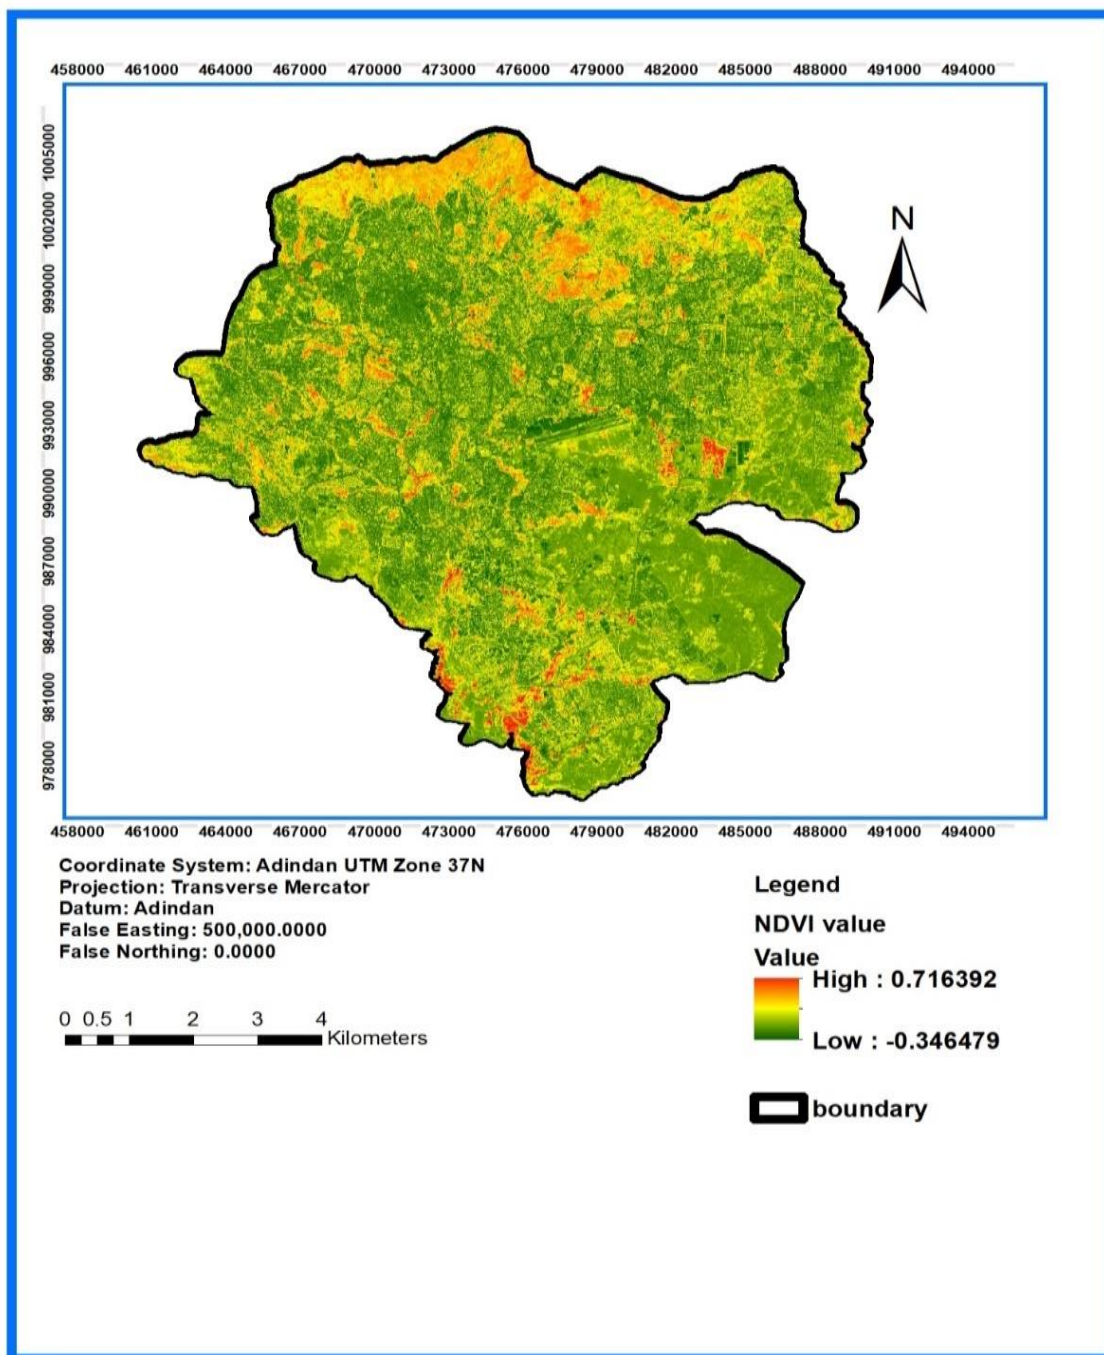 458000 461000 464000 467000 470000 473000 476000 479000 482000 485000 488000 491000 494000
1005000
1002000
999000
996000
993000
990000
987000
984000
981000
978000
N
458000 461000 464000 467000 470000 473000 476000 479000 482000 485000 488000 491000 494000
Coordinate System: Adindan UTM Zone 37N
Projection: Transverse Mercator
Datum: Adindan
False Easting: 500,000.0000
False Northing: 0.0000
0 0.5 1 2 3 4
Kilometers
Legend
NDVI value
Value
High : 0.716392
Low : -0.346479
boundary